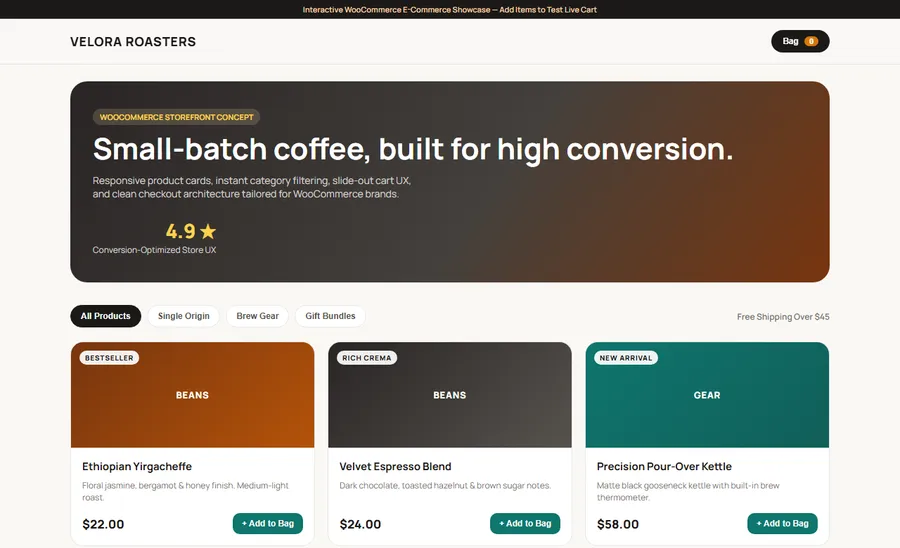 Interactive WooCommerce E-Commerce Showcase — Add Items to Test Live Cart
VELORA ROASTERS
Bag 0
WOOCOMMERCE STOREFRONT CONCEPT
Small-batch coffee, built for high conversion.
Responsive product cards, instant category filtering, slide-out cart UX,
and clean checkout architecture tailored for WooCommerce brands.
4.9 ★
Conversion-Optimized Store UX
All Products
Single Origin
Brew Gear
Gift Bundles
Free Shipping Over $45
BESTSELLER
BEANS
Ethiopian Yirgacheffe
Floral jasmine, bergamot & honey finish. Medium-light
roast.
$22.00
+ Add to Bag
RICH CREMA
BEANS
Velvet Espresso Blend
Dark chocolate, toasted hazelnut & brown sugar notes.
$24.00
+ Add to Bag
NEW ARRIVAL
GEAR
Precision Pour-Over Kettle
Matte black gooseneck kettle with built-in brew
thermometer.
$58.00
+ Add to Bag